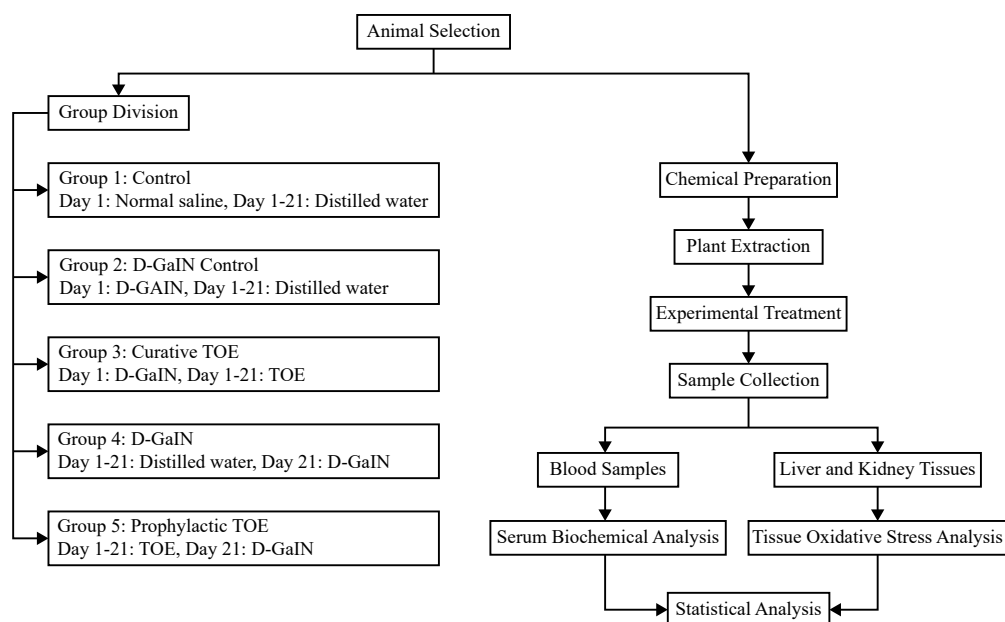 Animal Selection
Group Division
Group 1: Control
Day 1: Normal saline, Day 1-21: Distilled water
Group 2: D-GaIN Control
Day 1: D-GAIN, Day 1-21: Distilled water
Group 3: Curative TOE
Day 1: D-GaIN, Day 1-21: TOE
Group 4: D-GaIN
Day 1-21: Distilled water, Day 21: D-GaIN
Group 5: Prophylactic TOE
Day 1-21: TOE, Day 21: D-GaIN
Chemical Preparation
Plant Extraction
Experimental Treatment
Sample Collection
Blood Samples
Liver and Kidney Tissues
Serum Biochemical Analysis
Tissue Oxidative Stress Analysis
Statistical Analysis